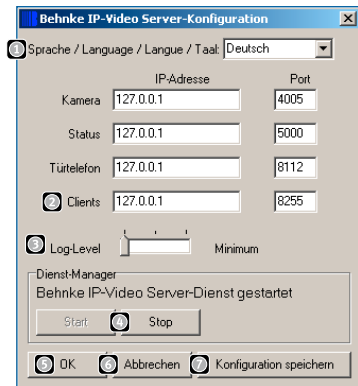 Behnke IP-Video Server-Konfiguration
1 Sprache / Language / Langue / Taal: Deutsch
IP-Adresse Port
Kamera 127.0.0.1 4005
Status 127.0.0.1 5000
Türtelefon 127.0.0.1 8112
2 Clients 127.0.0.1 8255
3 Log-Level Minimum
Dienst-Manager
Behnke IP-Video Server-Dienst gestartet
Start 4 Stop
5 OK 6 Abbrechen 7 Konfiguration speichern